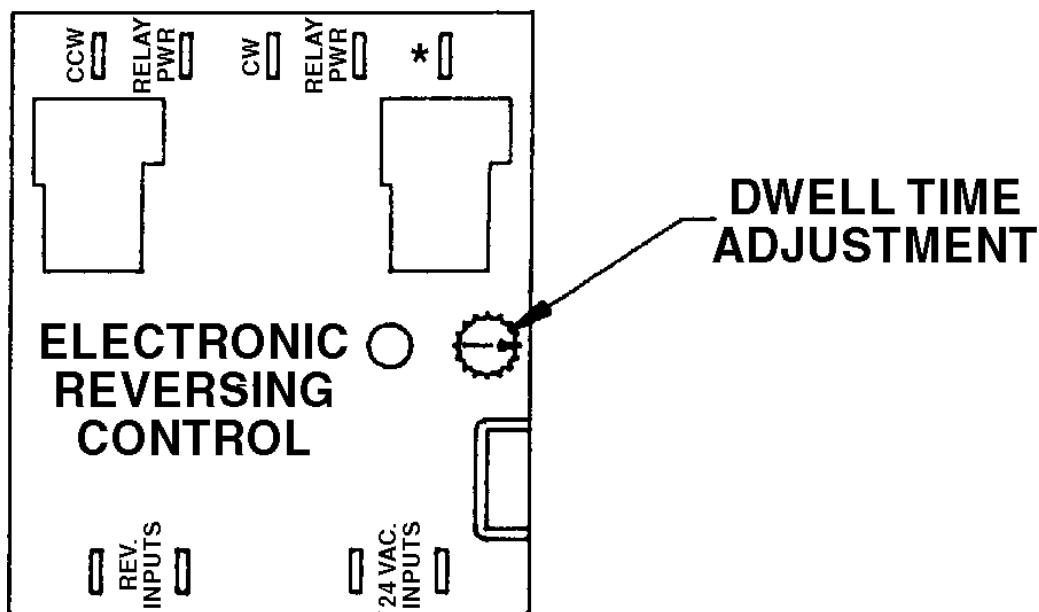 CCW
RELAY
PWR
CW
RELAY
PWR
*
DWELL TIME
ADJUSTMENT
ELECTRONIC
REVERSING
CONTROL
REV.
INPUTS
24 VAC.
INPUTS